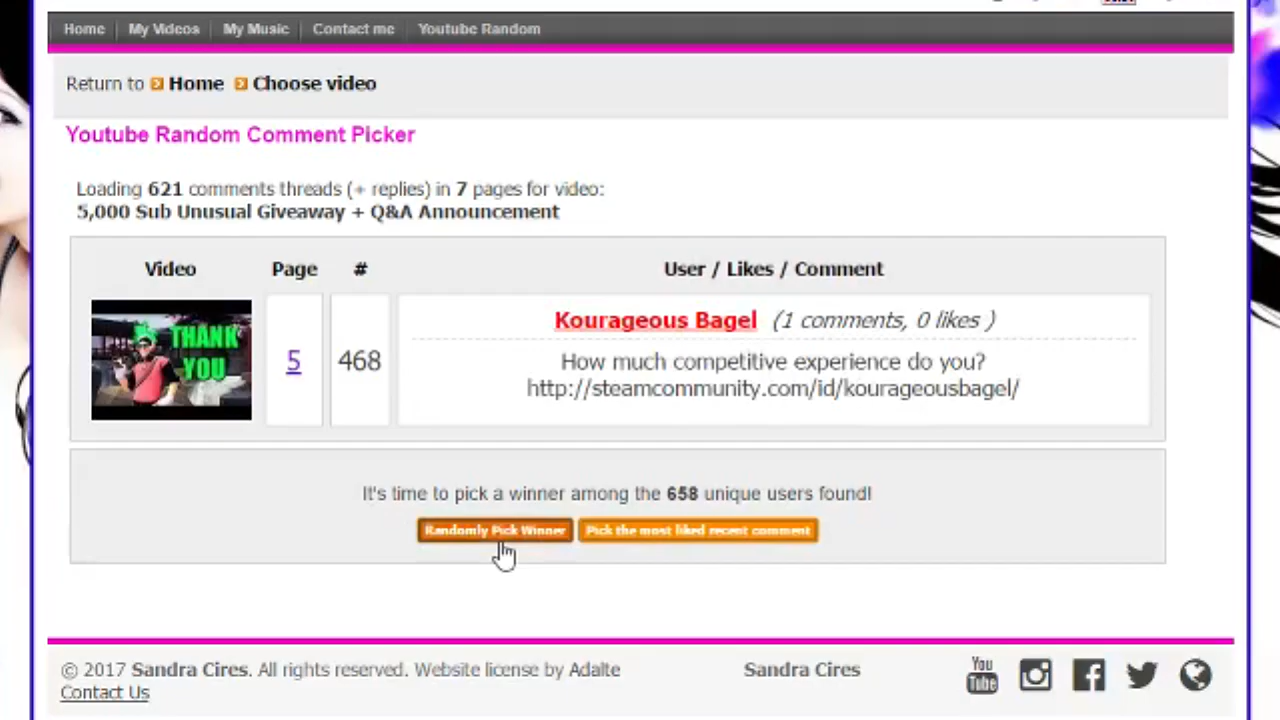 Home My Videos My Music Contact me Youtube Random
Return to Home Choose video
Youtube Random Comment Picker
Loading 621 comments threads (+ replies) in 7 pages for video:
5,000 Sub Unusual Giveaway + Q&A Announcement
Video Page # User / Likes / Comment
THANK
YOU
5 468
Kourageous Bagel (1 comments, 0 likes )
How much competitive experience do you?
http://steamcommunity.com/id/kourageousbagel/
It's time to pick a winner among the 658 unique users found!
Randomly Pick Winner Pick the most liked recent comment
© 2017 Sandra Cires. All rights reserved. Website license by Adalte
Contact Us
Sandra Cires
You
Tube